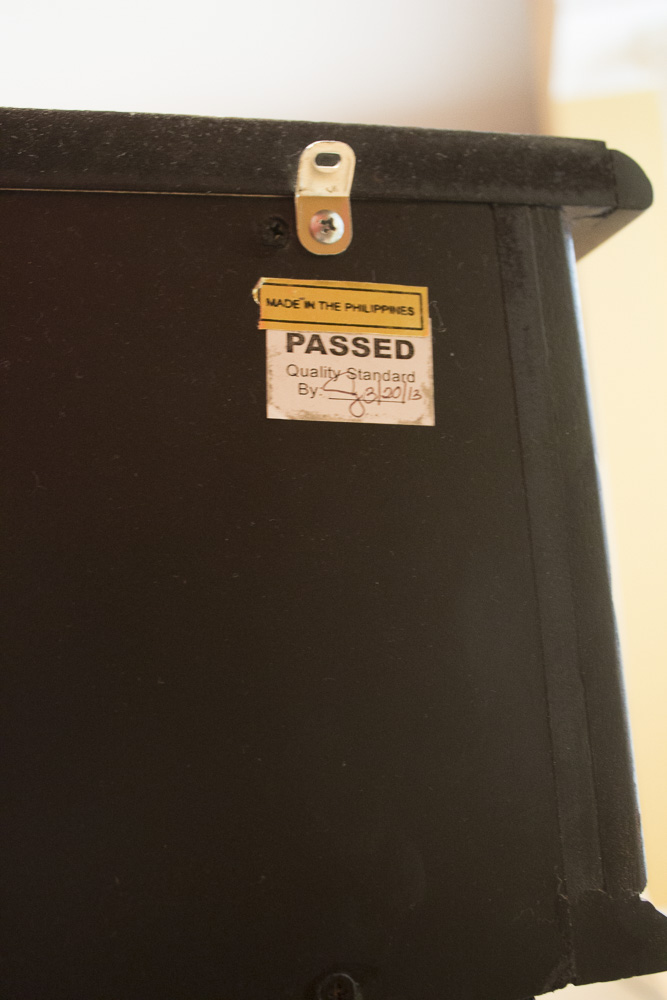 MADE IN THE PHILIPPINES
PASSED
Quality Standard
By: 3/20/13